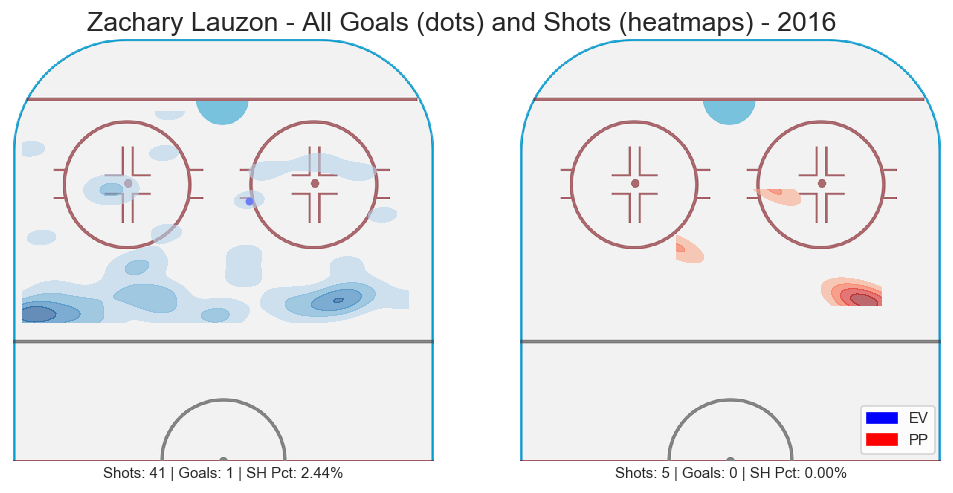 Zachary Lauzon - All Goals (dots) and Shots (heatmaps) - 2016
EV
PP
Shots: 41 | Goals: 1 | SH Pct: 2.44%
Shots: 5 | Goals: 0 | SH Pct: 0.00%